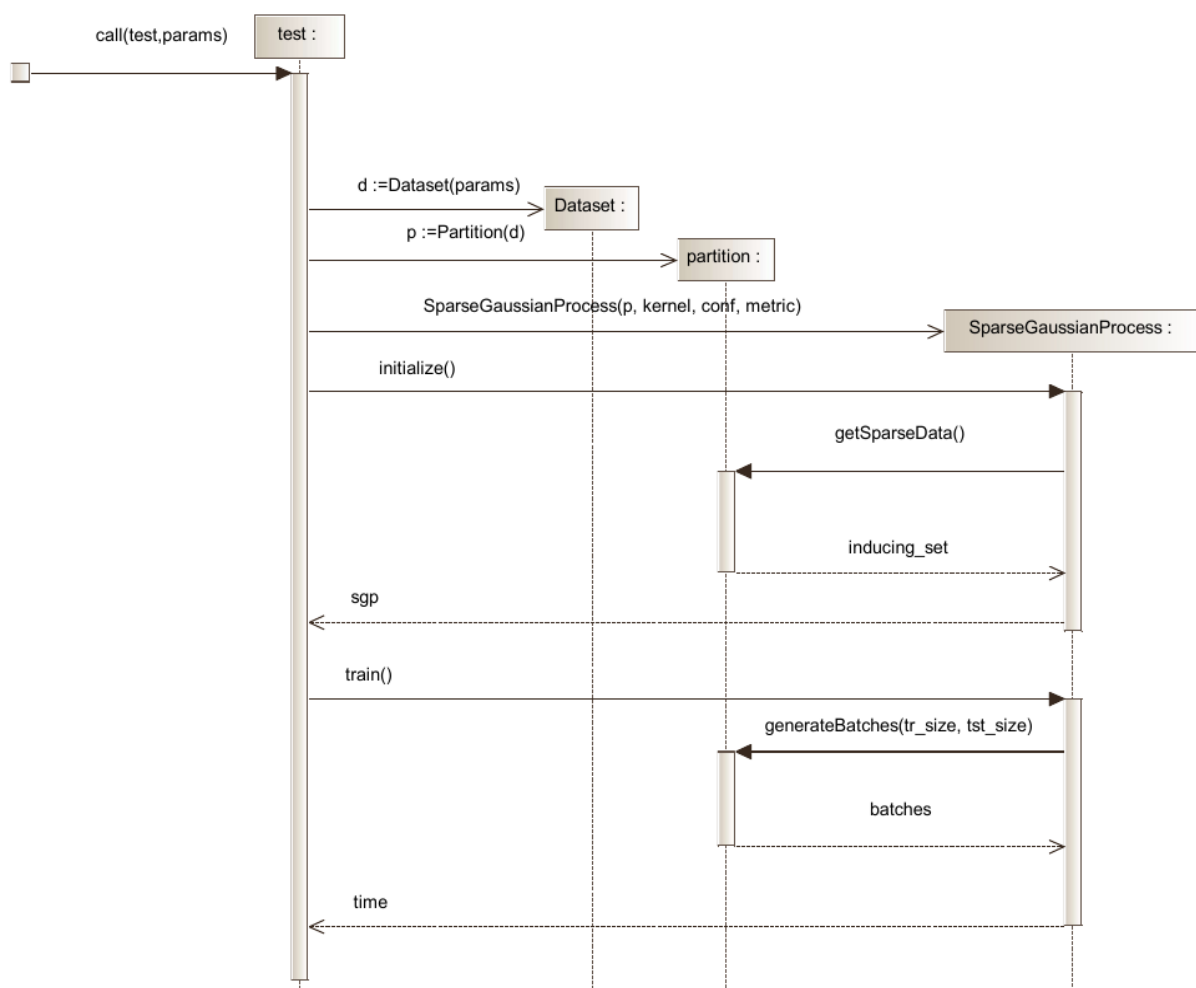 call(test,params)
test :
d :=Dataset(params)
Dataset :
p :=Partition(d)
partition :
SparseGaussianProcess(p, kernel, conf, metric)
SparseGaussianProcess :
initialize()
getSparseData()
inducing_set
sgp
train()
generateBatches(tr_size, tst_size)
batches
time